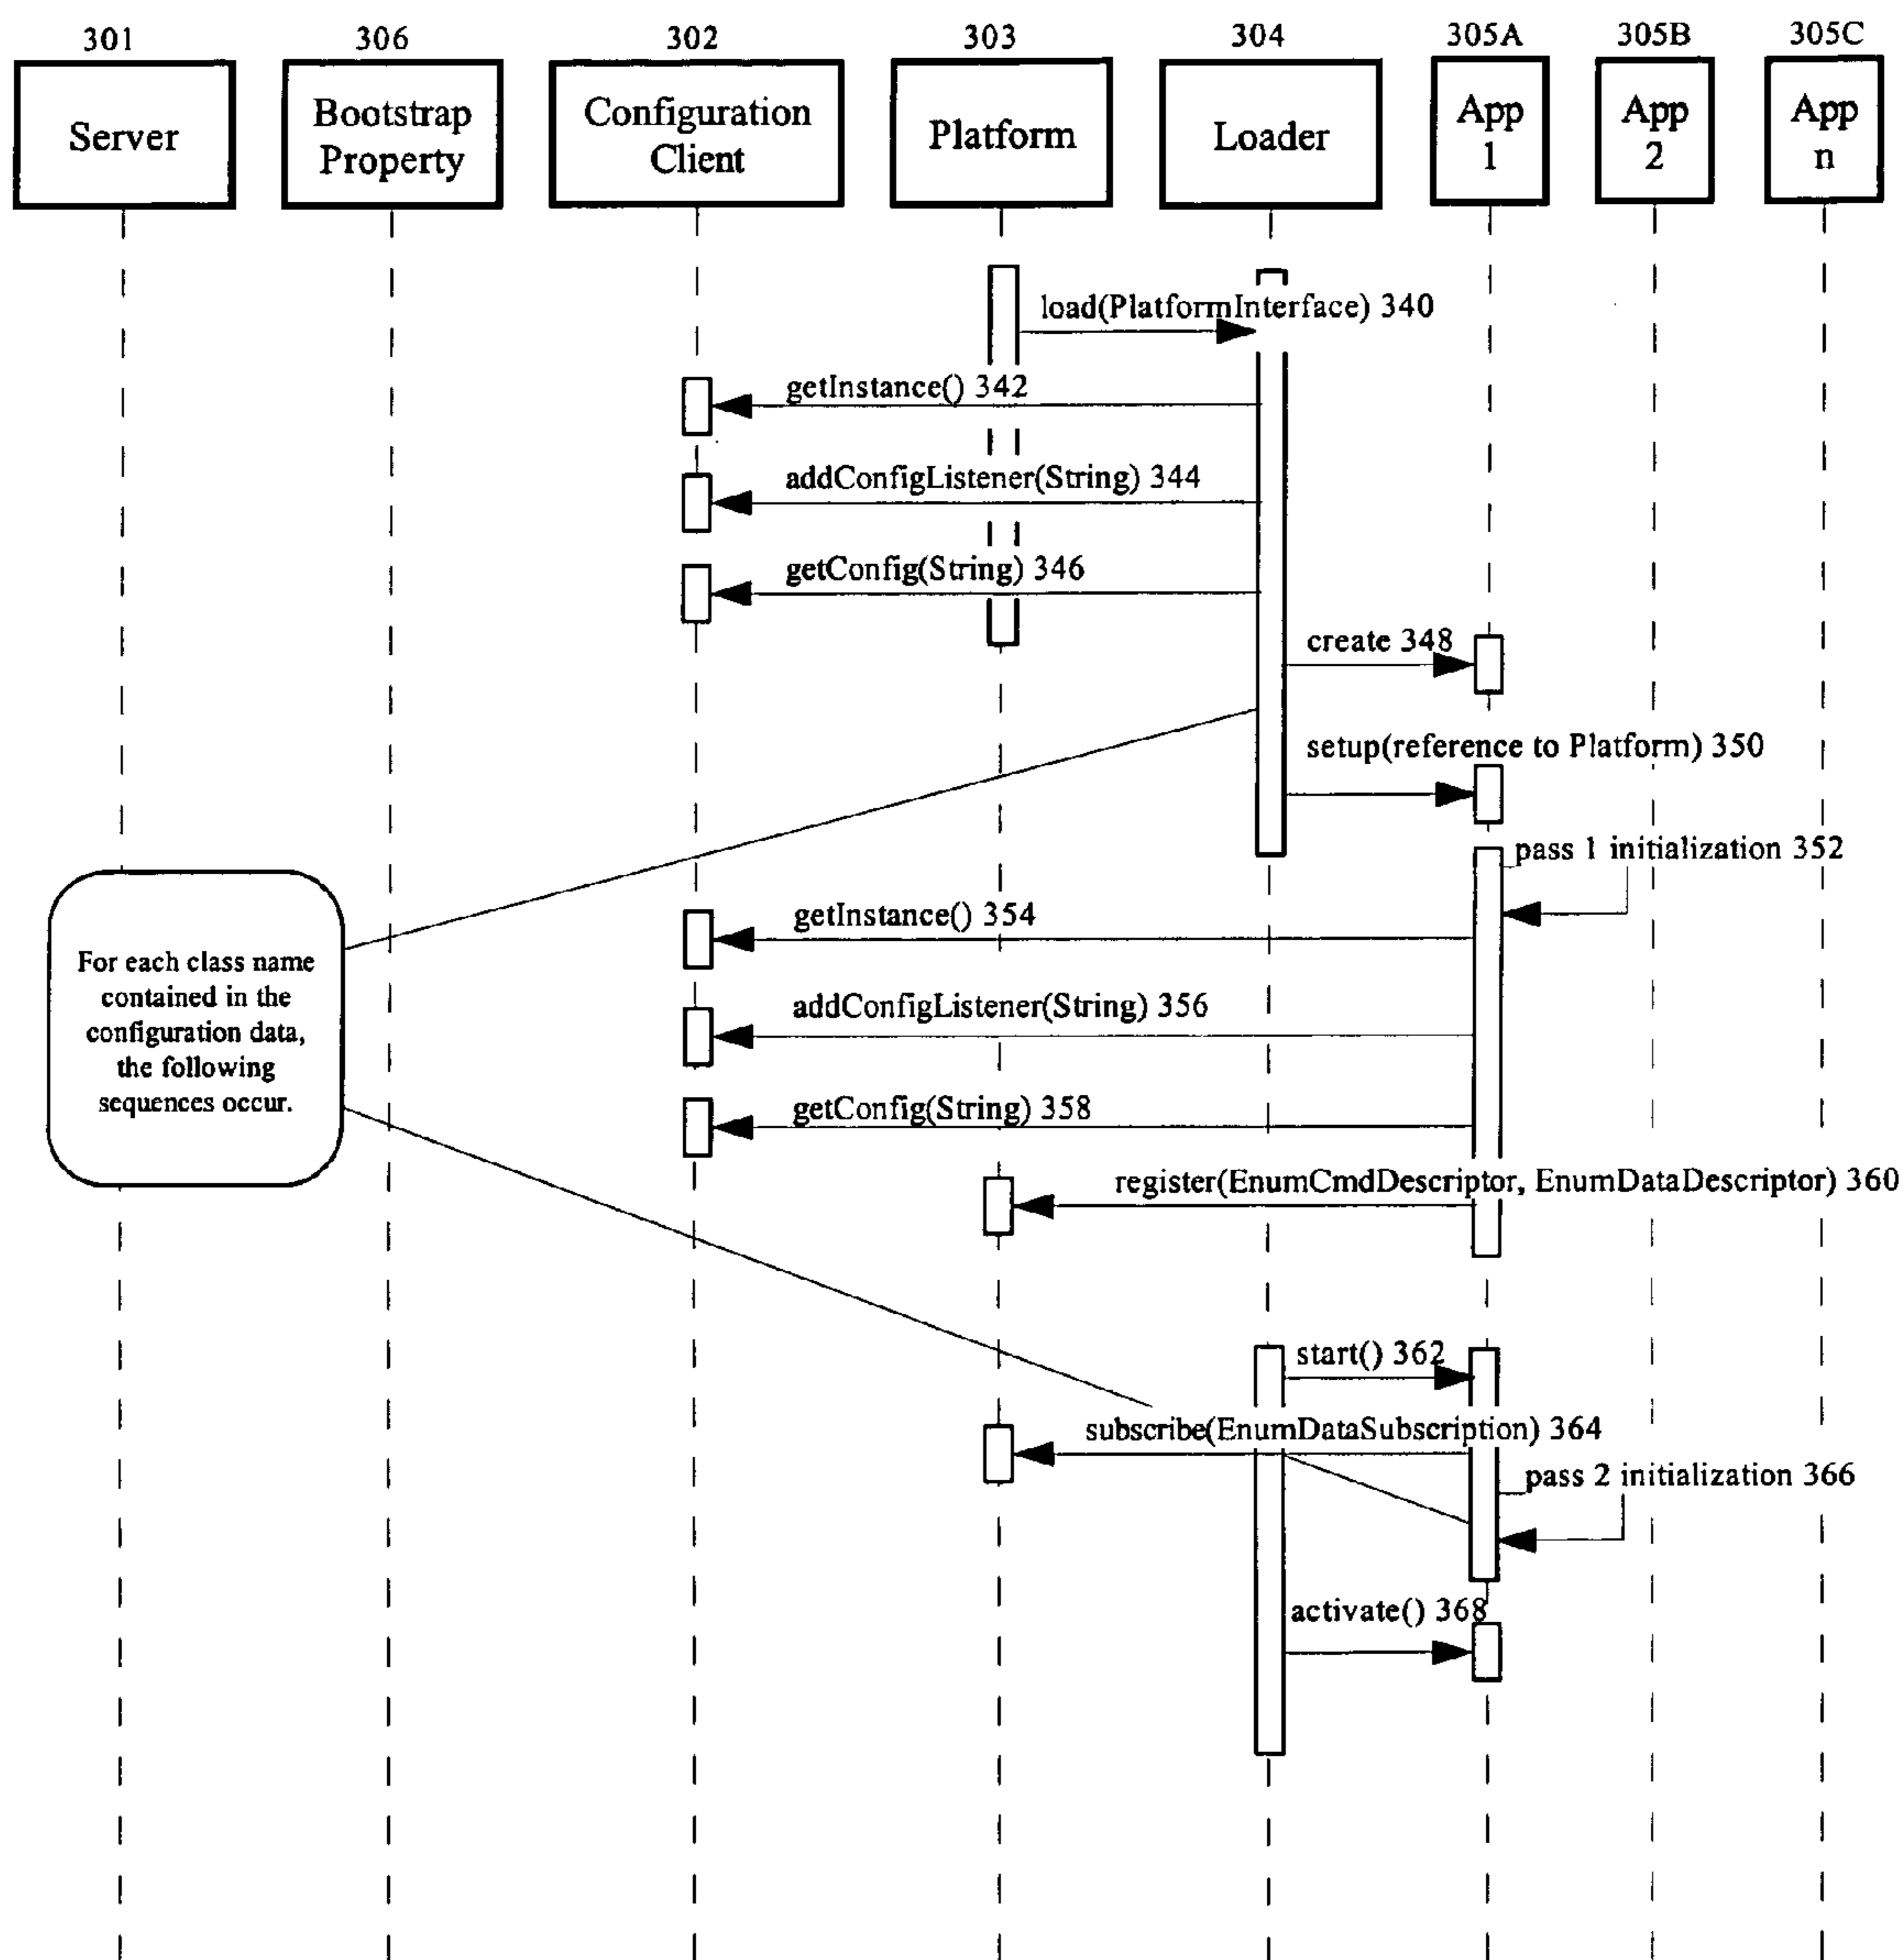 301 306 302 303 304 305A 305B 305C
Server
Bootstrap
Property
Configuration
Client
Platform
Loader
App
1
App
2
App
n
load(PlatformInterface) 340
getInstance() 342
addConfigListener(String) 344
getConfig(String) 346
create 348
setup(reference to Platform) 350
pass 1 initialization 352
For each class name
contained in the
configuration data,
the following
sequences occur.
getInstance() 354
addConfigListener(String) 356
getConfig(String) 358
register(EnumCmdDescriptor, EnumDataDescriptor) 360
start() 362
subscribe(EnumDataSubscription) 364
pass 2 initialization 366
activate() 368